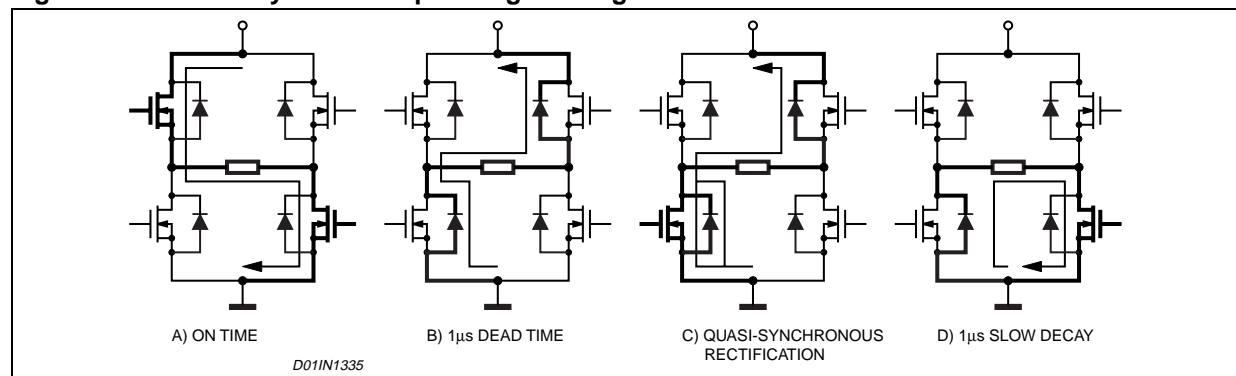 A) ON TIME
B) 1μs DEAD TIME
C) QUASI-SYNCHRONOUS
RECTIFICATION
D) 1μs SLOW DECAY
D01IN1335